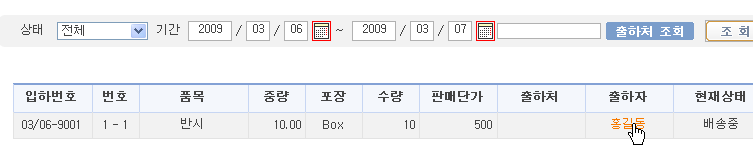 상태 전체 기간 2009 / 03 / 06 ~ 2009 / 03 / 07 출하처 조회 조 회
입하번호 번호 품목 중량 포장 수량 판매단가 출하처 출하자 현재상태
03/06-9001 1 - 1 반시 10.00 Box 10 500 홍길동 배송중